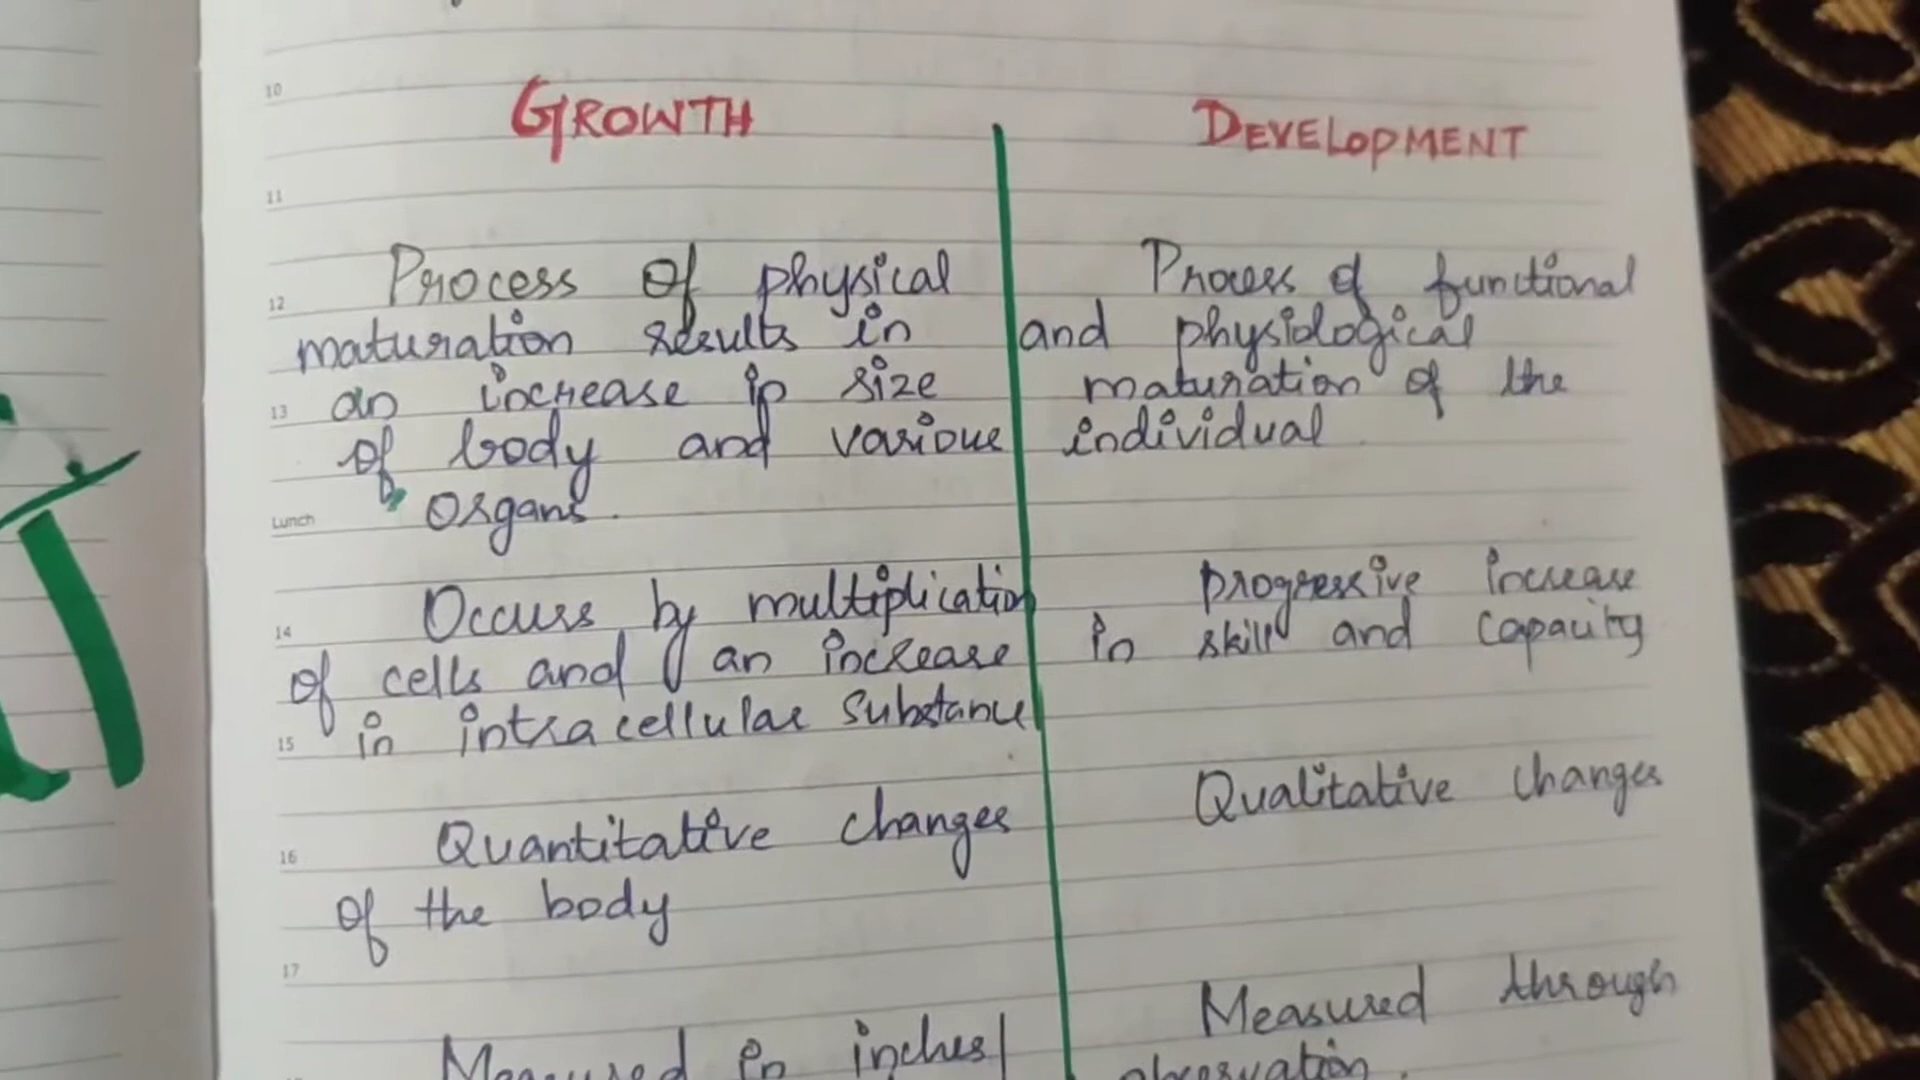 GROWTH
Process of physical
maturation results in
an increase in size
of body and various
organs.
Occurs by multiplication
of cells and an increase
in intracellular substance
Quantitative changes
of the body
Measured in inches/
DEVELOPMENT
Process of functional
and physiological
maturation of the
individual
progressive increase
in skill and capacity
Qualitative changes
Measured through
observation.
10
11
12
13
Lunch
14
15
16
17